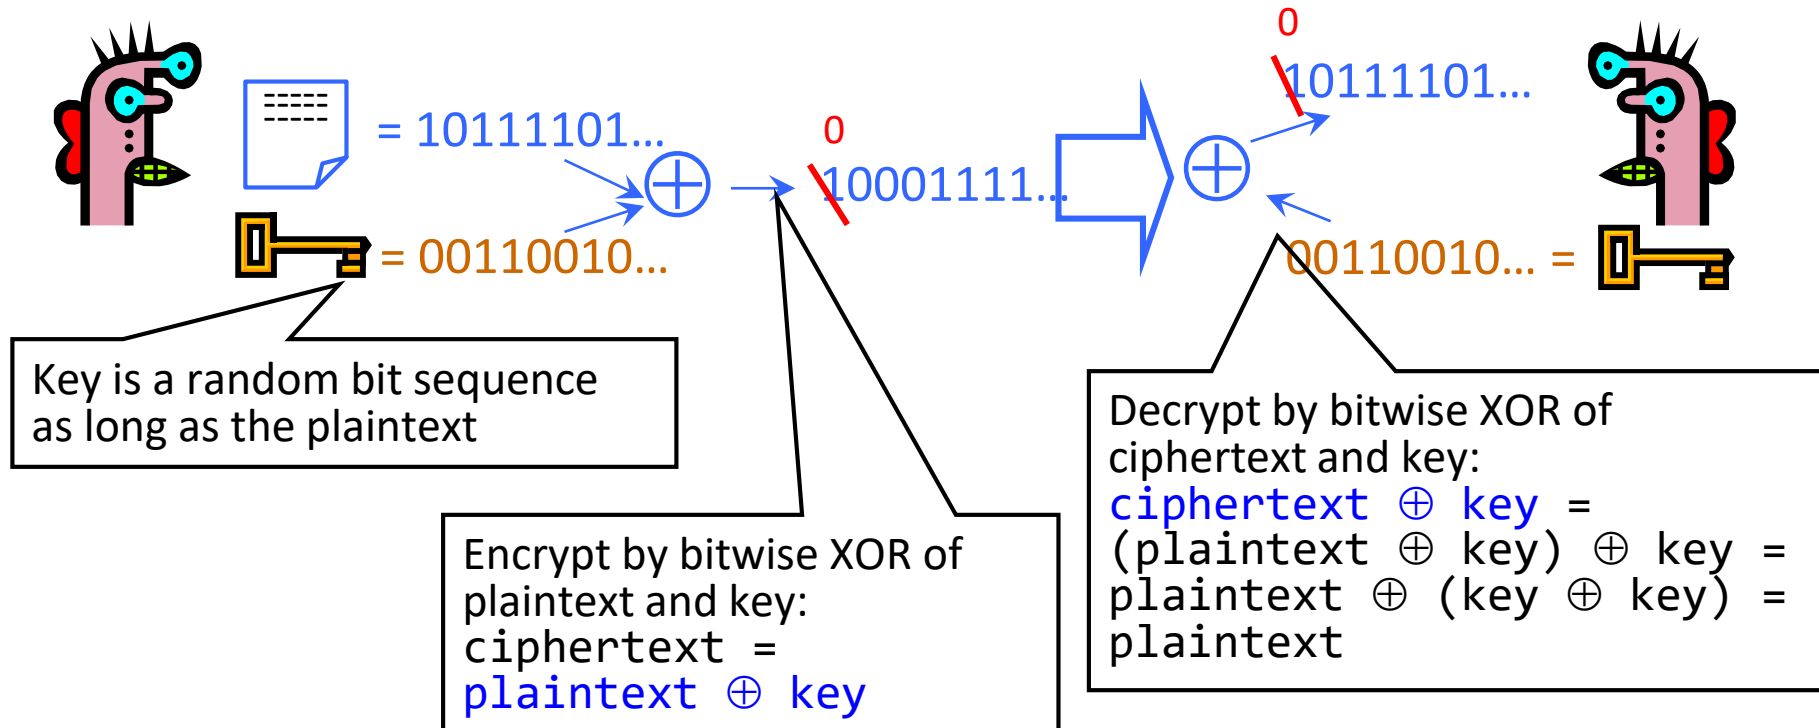 0
10111101...
= 10111101...
0
10001111...
= 00110010...
00110010... =
Key is a random bit sequence
as long as the plaintext
Encrypt by bitwise XOR of
plaintext and key:
ciphertext =
plaintext ⊕ key
Decrypt by bitwise XOR of
ciphertext and key:
ciphertext ⊕ key =
(plaintext ⊕ key) ⊕ key =
plaintext ⊕ (key ⊕ key) =
plaintext